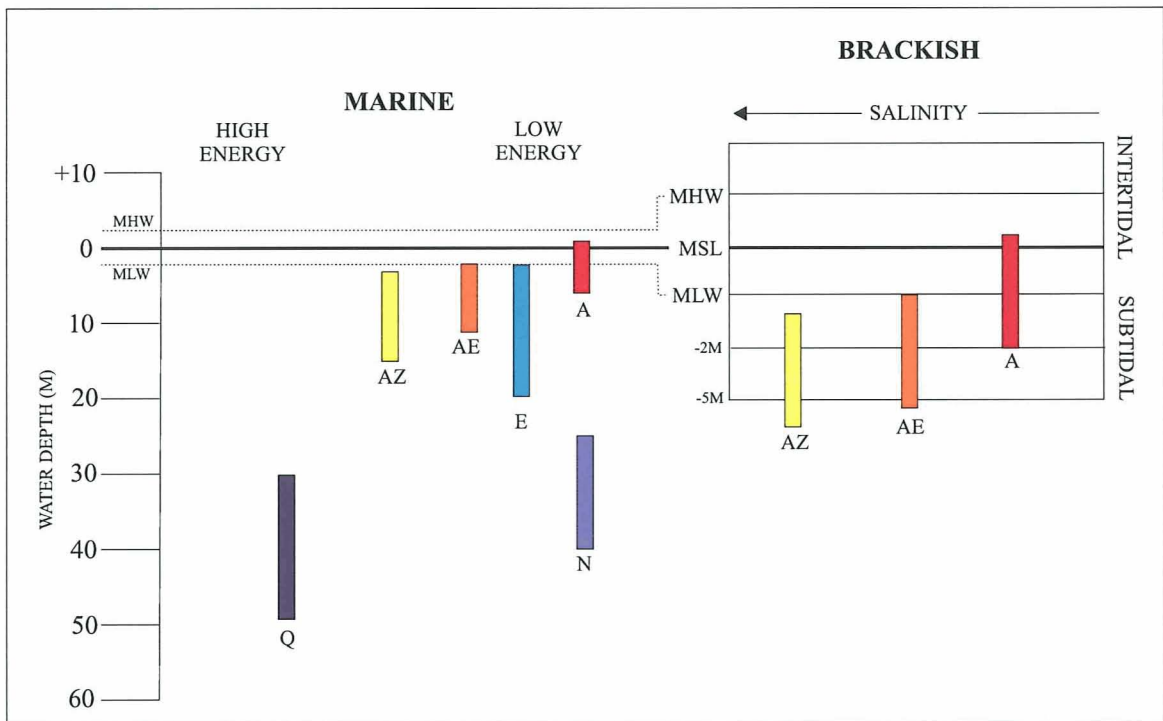 BRACKISH
MARINE
SALINITY
HIGH
ENERGY
LOW
ENERGY
+10
MHW
0
MLW
10
20
30
40
50
60
WATER DEPTH (M)
AZ
AE
E
A
Q
N
MHW
MSL
MLW
-2M
-5M
AZ
AE
A
INTERTIDAL
SUBTIDAL